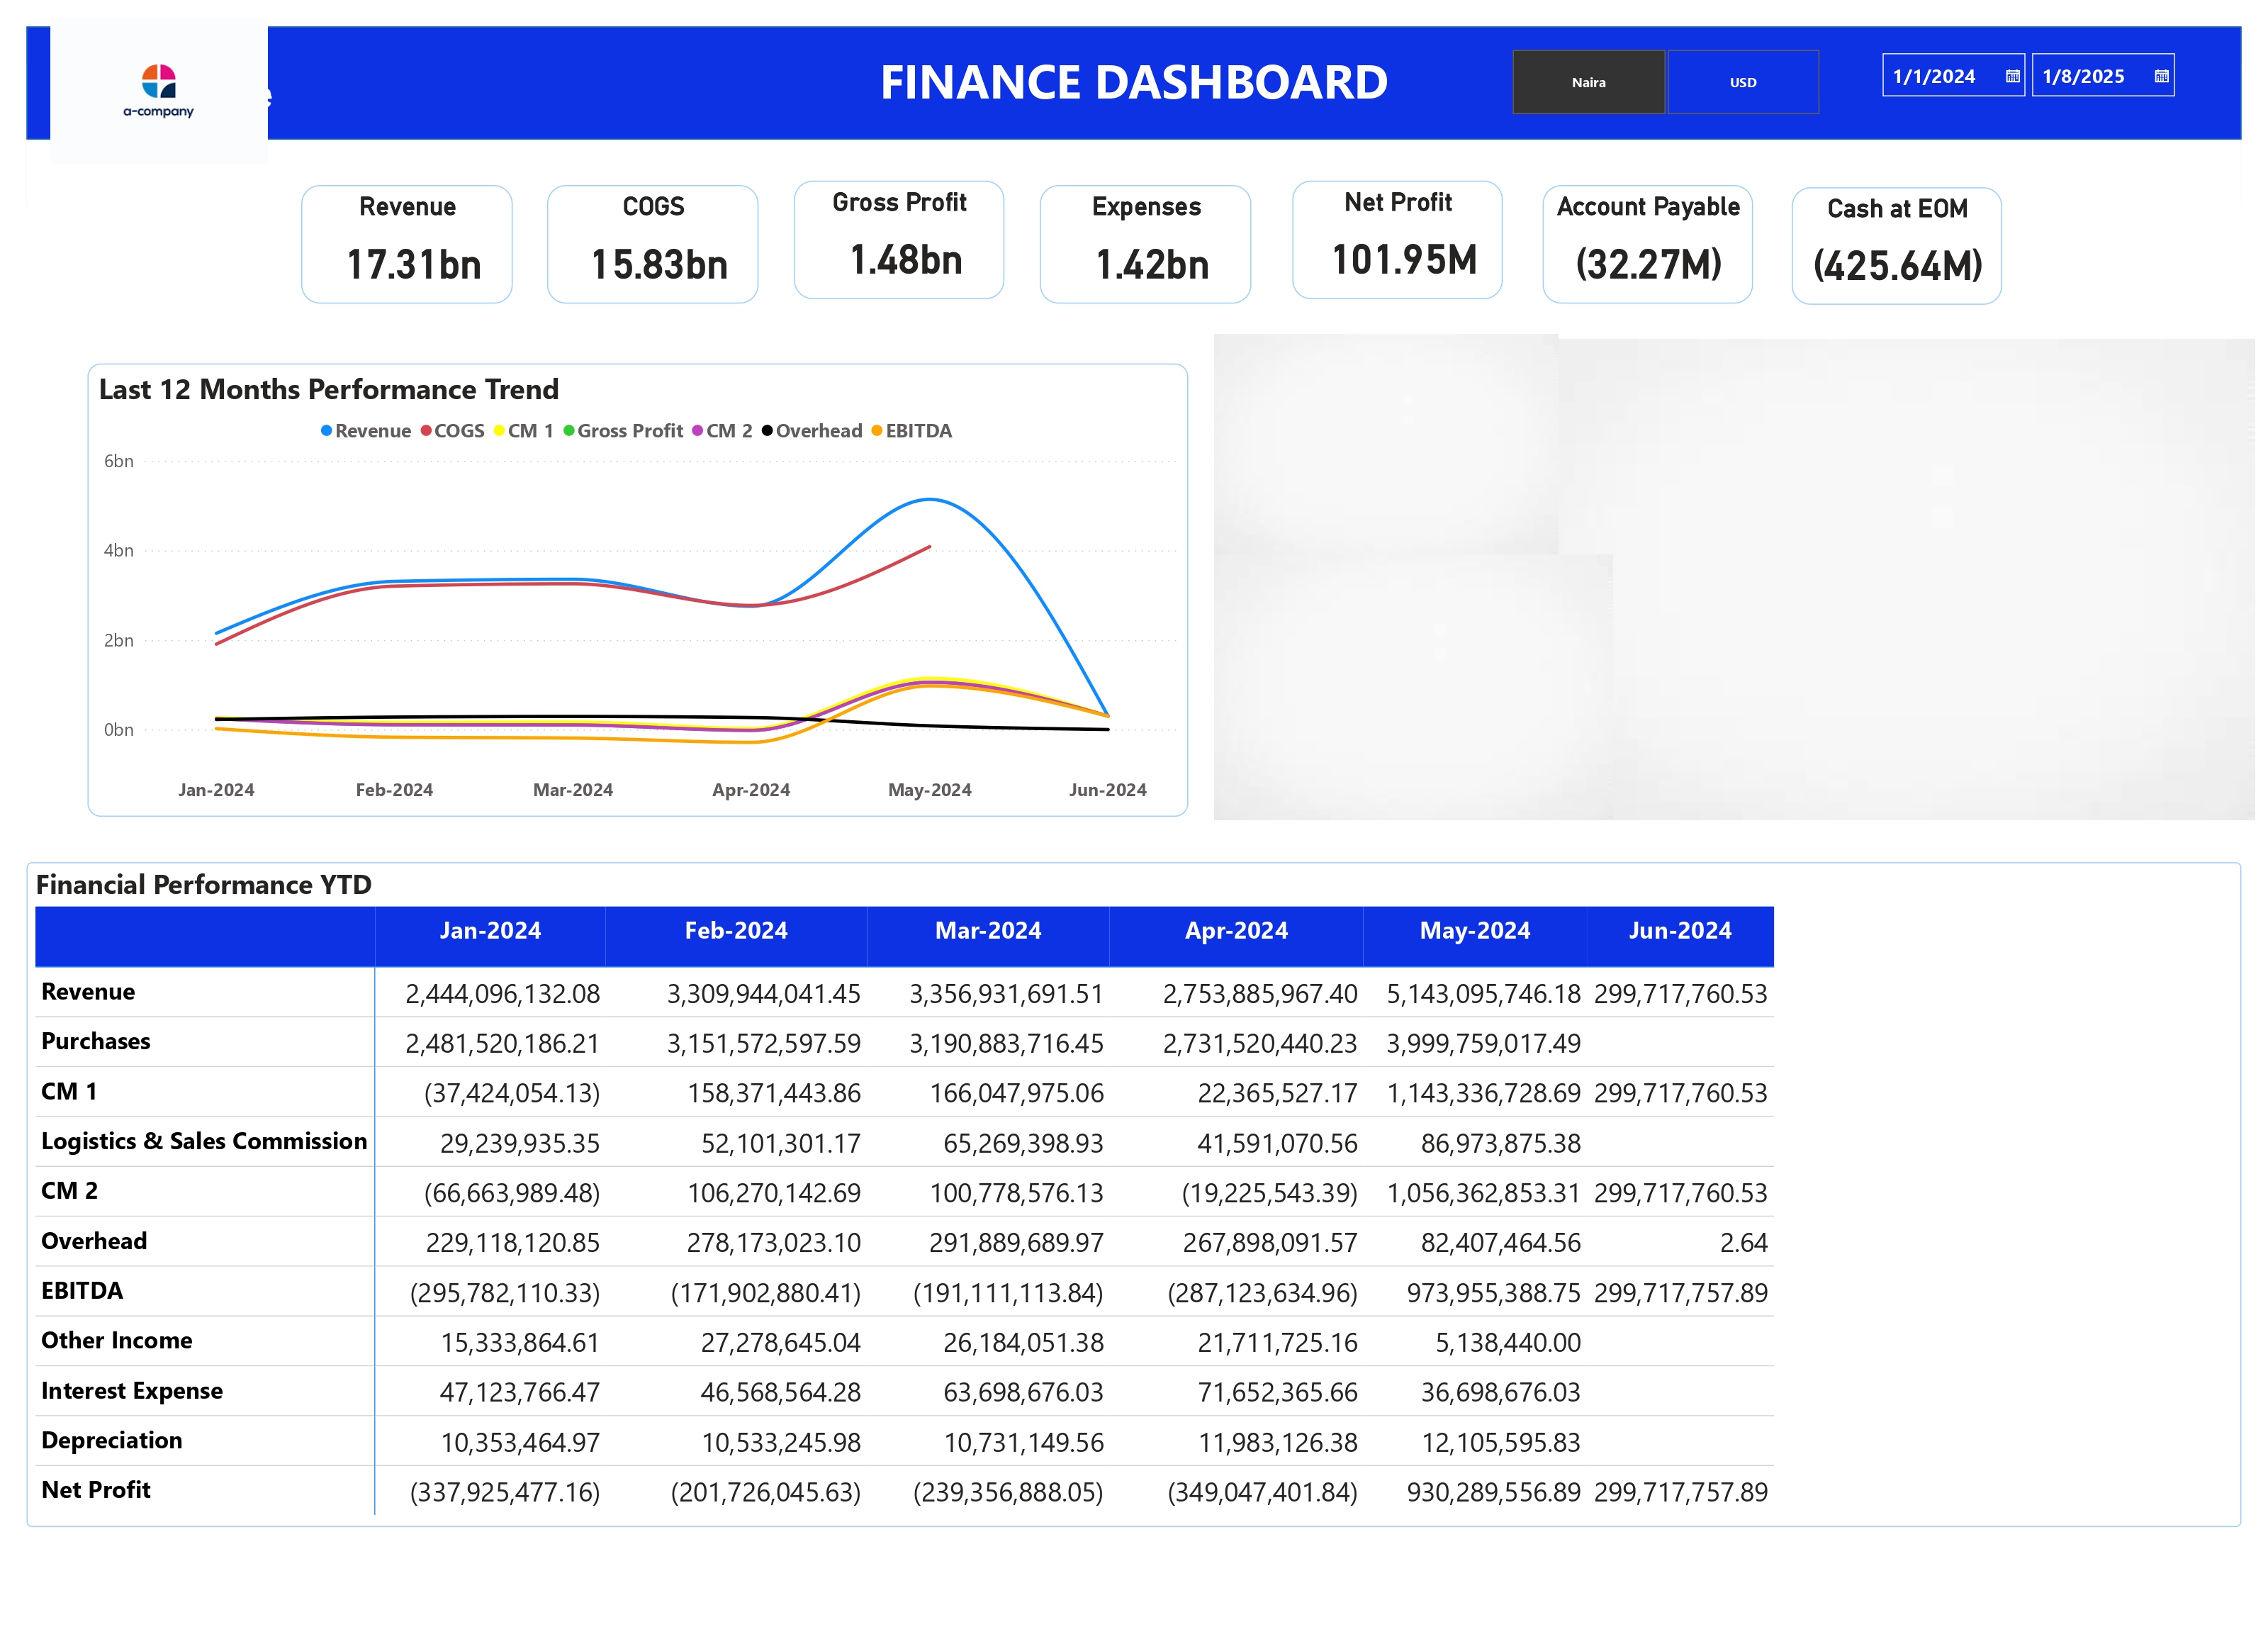 a-company
e
FINANCE DASHBOARD
Naira
USD
1/1/2024
1/8/2025
Revenue
17.31bn
COGS
15.83bn
Gross Profit
1.48bn
Expenses
1.42bn
Net Profit
101.95M
Account Payable
(32.27M)
Cash at EOM
(425.64M)
Last 12 Months Performance Trend
Revenue COGS CM 1 Gross Profit CM 2 Overhead EBITDA
6bn
4bn
2bn
0bn
Jan-2024 Feb-2024 Mar-2024 Apr-2024 May-2024 Jun-2024
Financial Performance YTD
Jan-2024 Feb-2024 Mar-2024 Apr-2024 May-2024 Jun-2024
Revenue 2,444,096,132.08 3,309,944,041.45 3,356,931,691.51 2,753,885,967.40 5,143,095,746.18 299,717,760.53
Purchases 2,481,520,186.21 3,151,572,597.59 3,190,883,716.45 2,731,520,440.23 3,999,759,017.49
CM 1 (37,424,054.13) 158,371,443.86 166,047,975.06 22,365,527.17 1,143,336,728.69 299,717,760.53
Logistics & Sales Commission 29,239,935.35 52,101,301.17 65,269,398.93 41,591,070.56 86,973,875.38
CM 2 (66,663,989.48) 106,270,142.69 100,778,576.13 (19,225,543.39) 1,056,362,853.31 299,717,760.53
Overhead 229,118,120.85 278,173,023.10 291,889,689.97 267,898,091.57 82,407,464.56 2.64
EBITDA (295,782,110.33) (171,902,880.41) (191,111,113.84) (287,123,634.96) 973,955,388.75 299,717,757.89
Other Income 15,333,864.61 27,278,645.04 26,184,051.38 21,711,725.16 5,138,440.00
Interest Expense 47,123,766.47 46,568,564.28 63,698,676.03 71,652,365.66 36,698,676.03
Depreciation 10,353,464.97 10,533,245.98 10,731,149.56 11,983,126.38 12,105,595.83
Net Profit (337,925,477.16) (201,726,045.63) (239,356,888.05) (349,047,401.84) 930,289,556.89 299,717,757.89